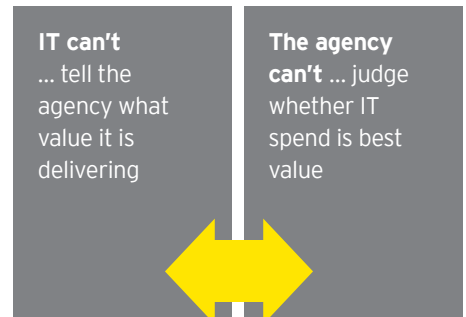 IT can't
... tell the
agency what
value it is
delivering
The agency
can't ... judge
whether IT
spend is best
value